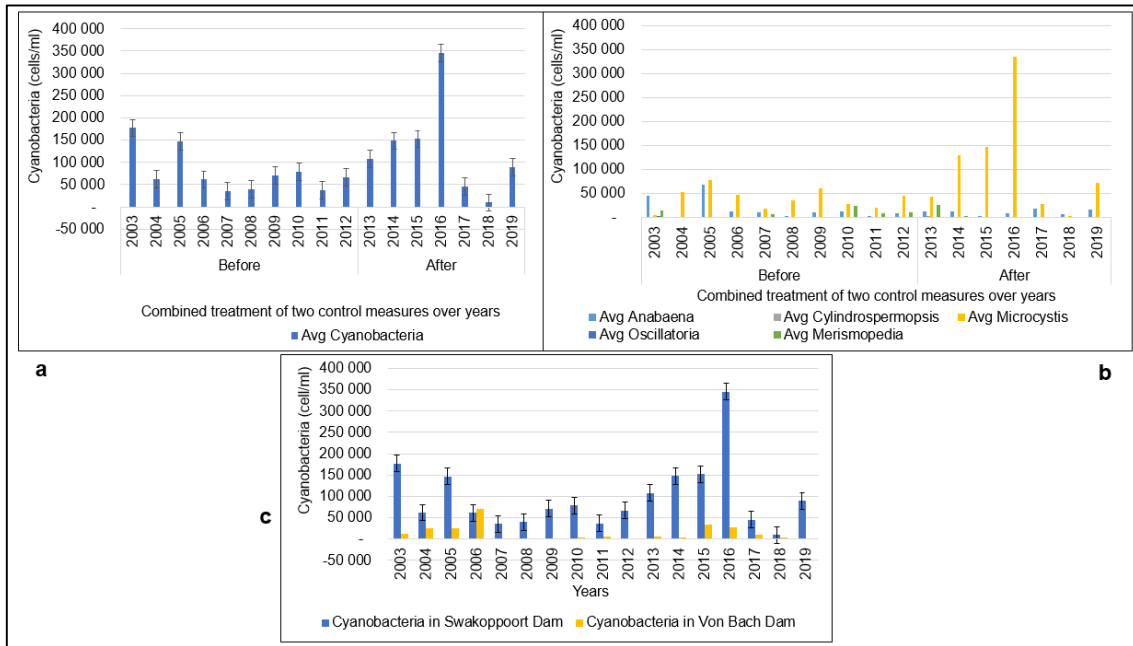 Cyanobacteria (cells/ml)
400 000
350 000
300 000
250 000
200 000
150 000
100 000
50 000
-
-50 000
2003 2004 2005 2006 2007 2008 2009 2010 2011 2012 2013 2014 2015 2016 2017 2018 2019
Before After
Combined treatment of two control measures over years
Avg Cyanobacteria
a
Cyanobacteria (cells/ml)
400 000
350 000
300 000
250 000
200 000
150 000
100 000
50 000
-
2003 2004 2005 2006 2007 2008 2009 2010 2011 2012 2013 2014 2015 2016 2017 2018 2019
Before After
Combined treatment of two control measures over years
Avg Anabaena Avg Cylindrospermopsis Avg Microcystis
Avg Oscillatoria Avg Merismopedia
b
Cyanobacteria (cell/ml)
400 000
350 000
300 000
250 000
200 000
150 000
100 000
50 000
-
-50 000
2003 2004 2005 2006 2007 2008 2009 2010 2011 2012 2013 2014 2015 2016 2017 2018 2019
Years
Cyanobacteria in Swakoppoort Dam Cyanobacteria in Von Bach Dam
c